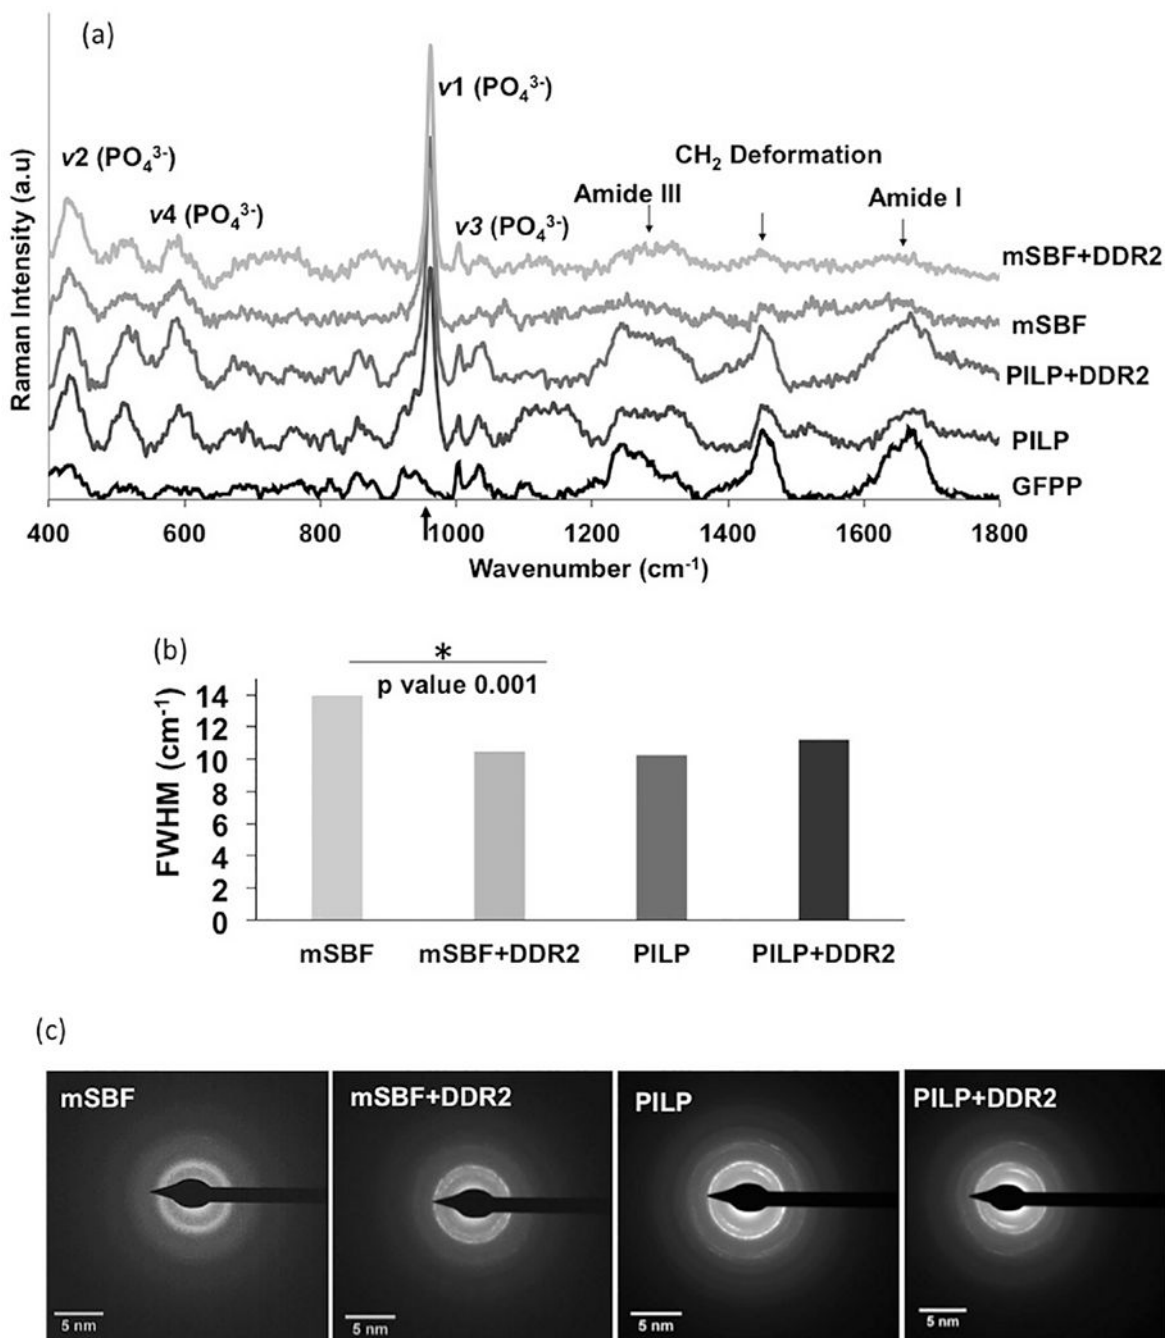 (a)
v1 (PO₄³⁻)
v2 (PO₄³⁻)
CH₂ Deformation
Amide III
Amide I
v4 (PO₄³⁻)
v3 (PO₄³⁻)
mSBF+DDR2
mSBF
PILP+DDR2
PILP
GFPP
Raman Intensity (a.u)
400 600 800 1000 1200 1400 1600 1800
Wavenumber (cm⁻¹)
(b)
*
p value 0.001
FWHM (cm⁻¹)
14
12
10
8
6
4
2
0
mSBF mSBF+DDR2 PILP PILP+DDR2
(c)
mSBF mSBF+DDR2 PILP PILP+DDR2
5 nm 5 nm 5 nm 5 nm